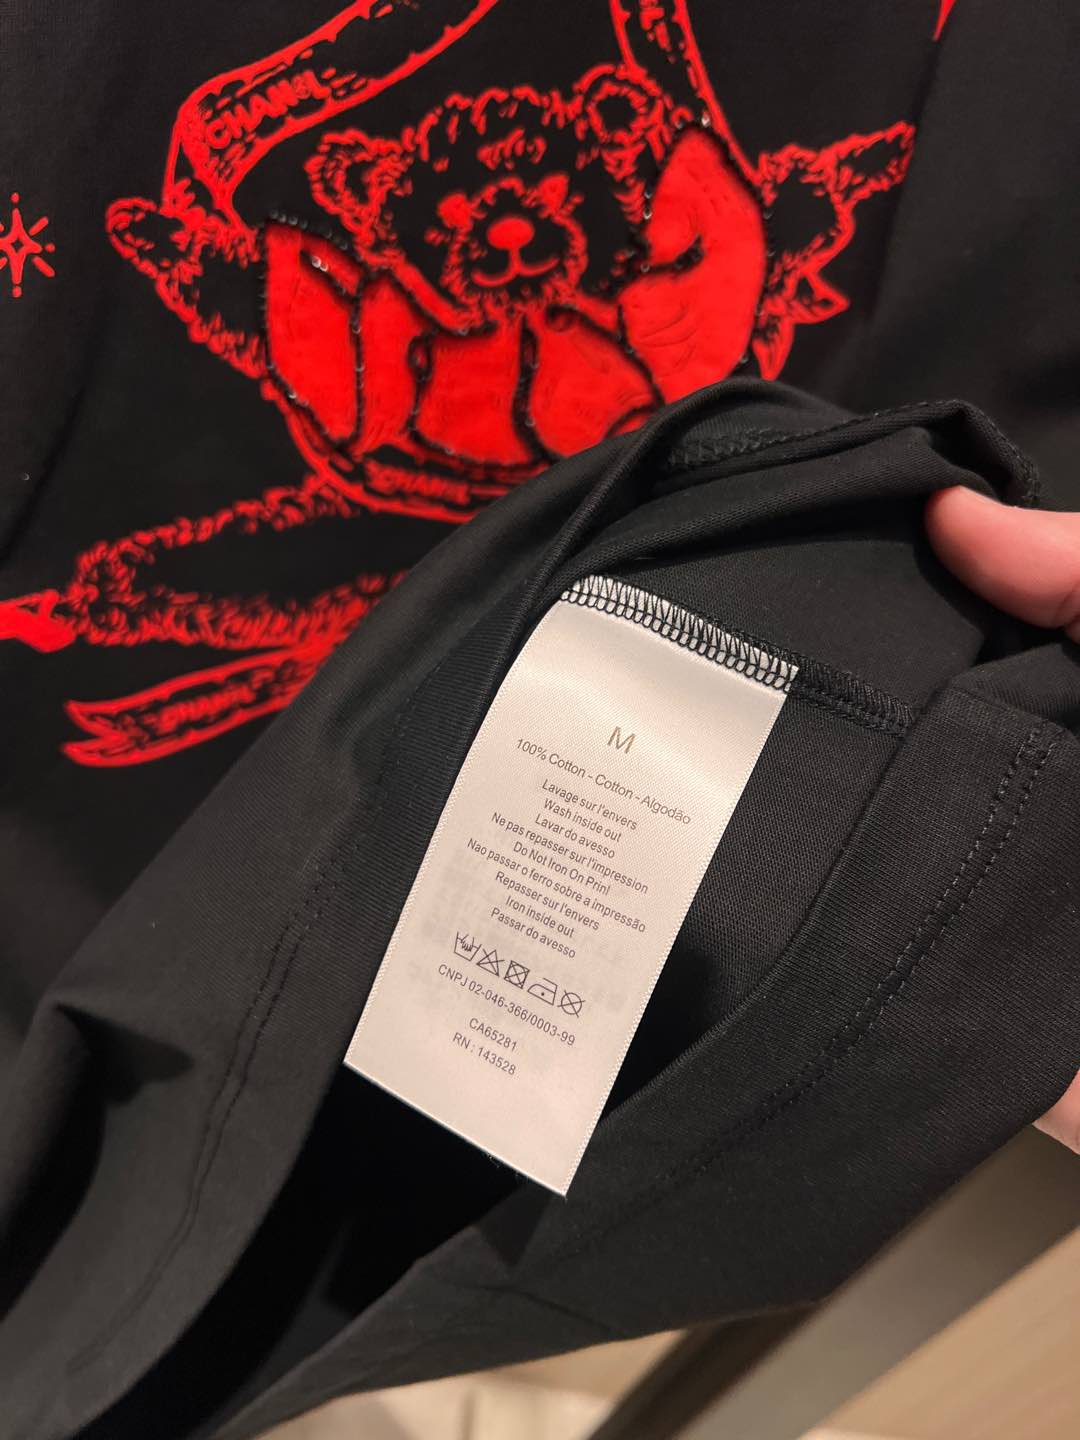 CHANEL
CHANEL
CHANEL
M
100% Cotton - Cotton - Algodão
Lavage sur l'envers
Wash inside out
Lavar do avesso
Ne pas repasser sur l'impression
Do Not Iron On Print
Nao passar o ferro sobre a impressão
Repasser sur l'envers
Iron inside out
Passar do avesso
CNPJ 02-046-366/0003-99
CA65281
RN : 143528